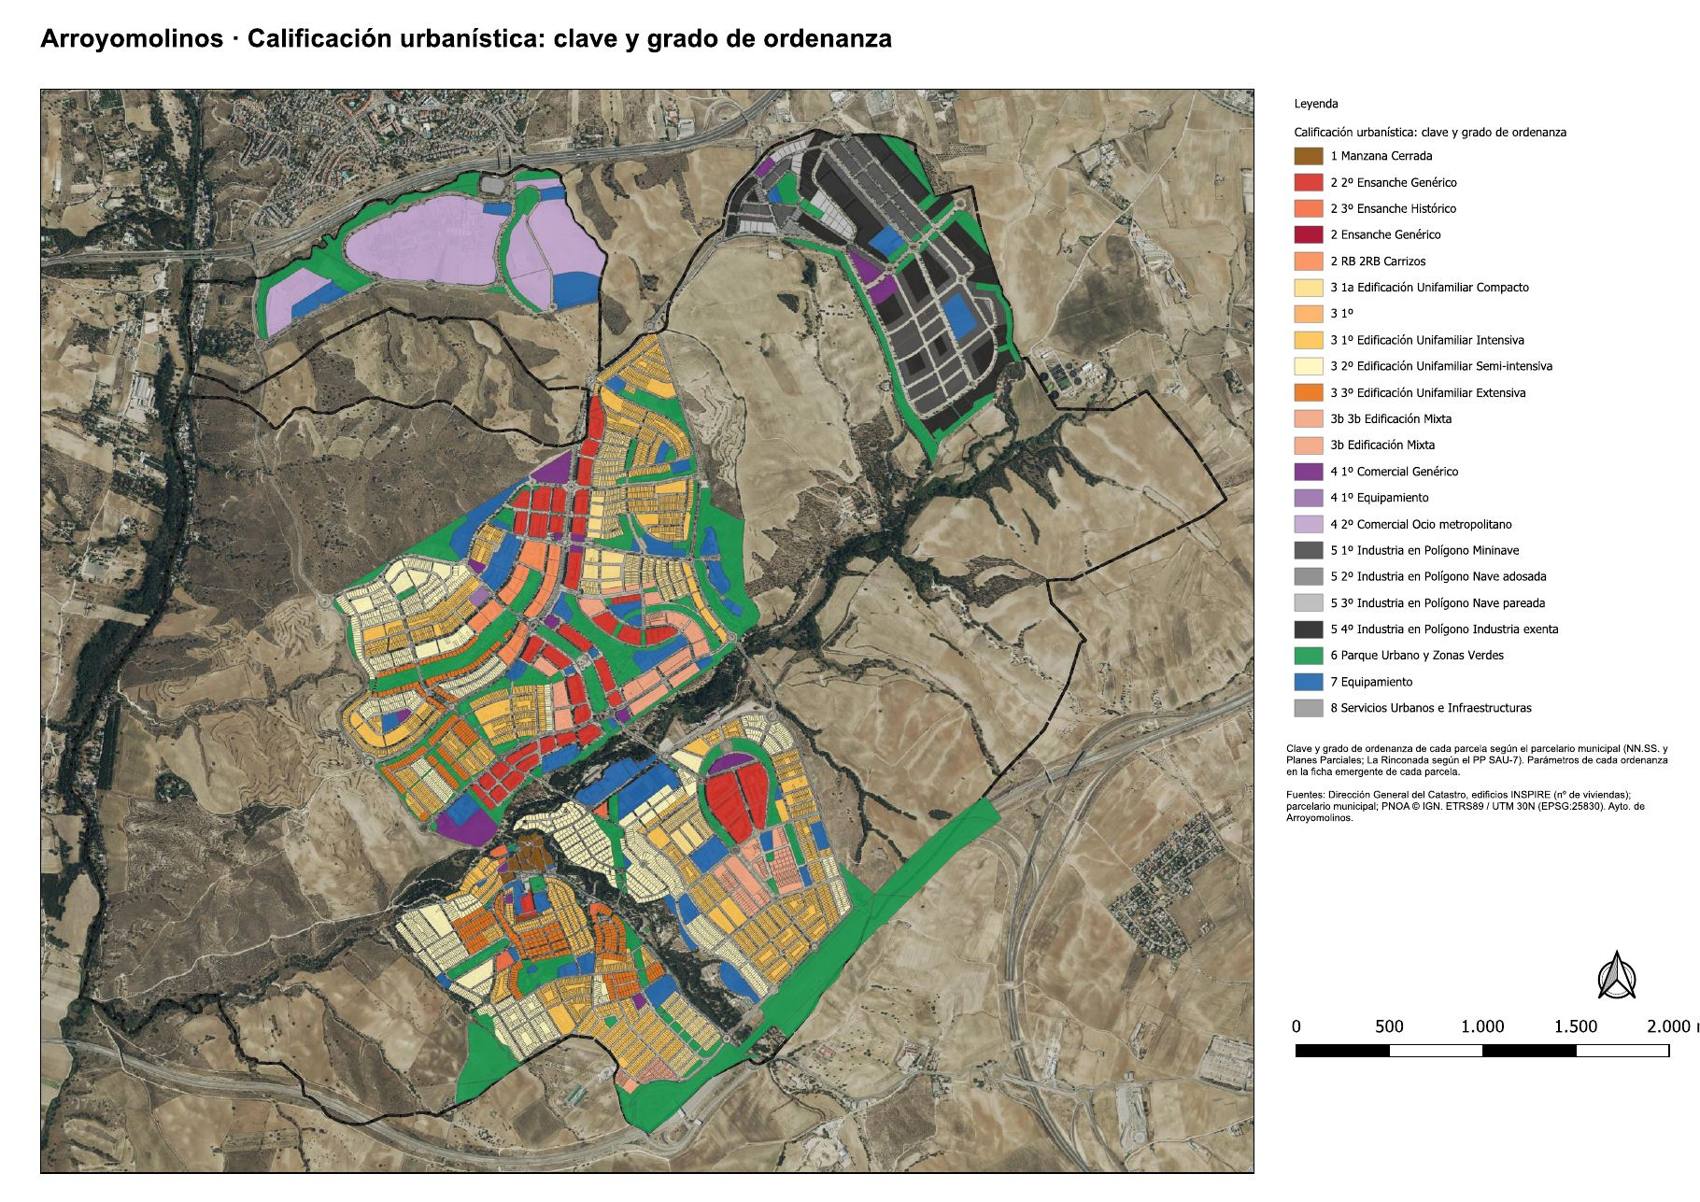 Arroyomolinos · Calificación urbanística: clave y grado de ordenanza
Leyenda
Calificación urbanística: clave y grado de ordenanza
1 Manzana Cerrada
2 2º Ensanche Genérico
2 3º Ensanche Histórico
2 Ensanche Genérico
2 RB 2RB Carrizos
3 1a Edificación Unifamiliar Compacto
3 1º
3 1º Edificación Unifamiliar Intensiva
3 2º Edificación Unifamiliar Semi-intensiva
3 3º Edificación Unifamiliar Extensiva
3b 3b Edificación Mixta
3b Edificación Mixta
4 1º Comercial Genérico
4 1º Equipamiento
4 2º Comercial Ocio metropolitano
5 1º Industria en Polígono Mininave
5 2º Industria en Polígono Nave adosada
5 3º Industria en Polígono Nave pareada
5 4º Industria en Polígono Industria exenta
6 Parque Urbano y Zonas Verdes
7 Equipamiento
8 Servicios Urbanos e Infraestructuras
Clave y grado de ordenanza de cada parcela según el parcelario municipal (NN.SS. y
Planes Parciales; La Rinconada según el PP SAU-7). Parámetros de cada ordenanza
en la ficha emergente de cada parcela.
Fuentes: Dirección General del Catastro, edificios INSPIRE (nº de viviendas);
parcelario municipal; PNOA © IGN. ETRS89 / UTM 30N (EPSG:25830). Ayto. de
Arroyomolinos.
0 500 1.000 1.500 2.000